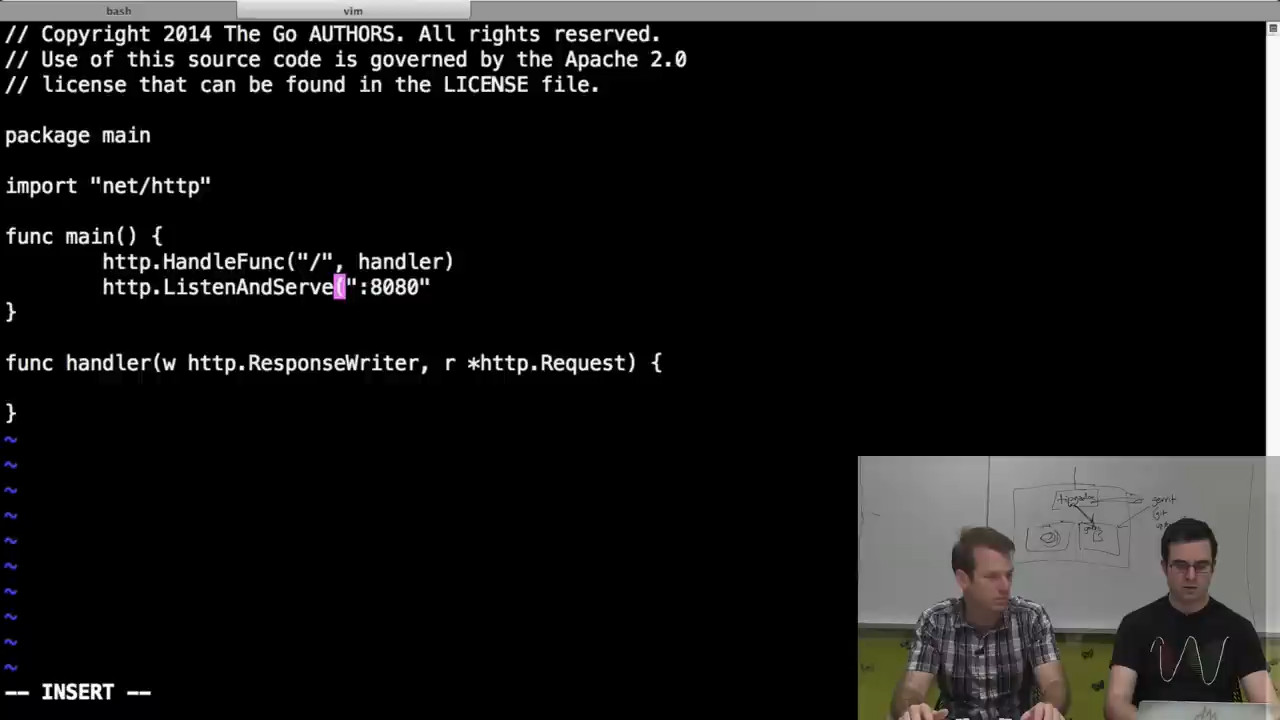 bash vim
// Copyright 2014 The Go AUTHORS. All rights reserved.
// Use of this source code is governed by the Apache 2.0
// license that can be found in the LICENSE file.
package main
import "net/http"
func main() {
http.HandleFunc("/", handler)
http.ListenAndServe(":8080"
}
func handler(w http.ResponseWriter, r *http.Request) {
}
~
~
~
~
~
~
~
~
~
~
-- INSERT --
tipgodoc
gerrit